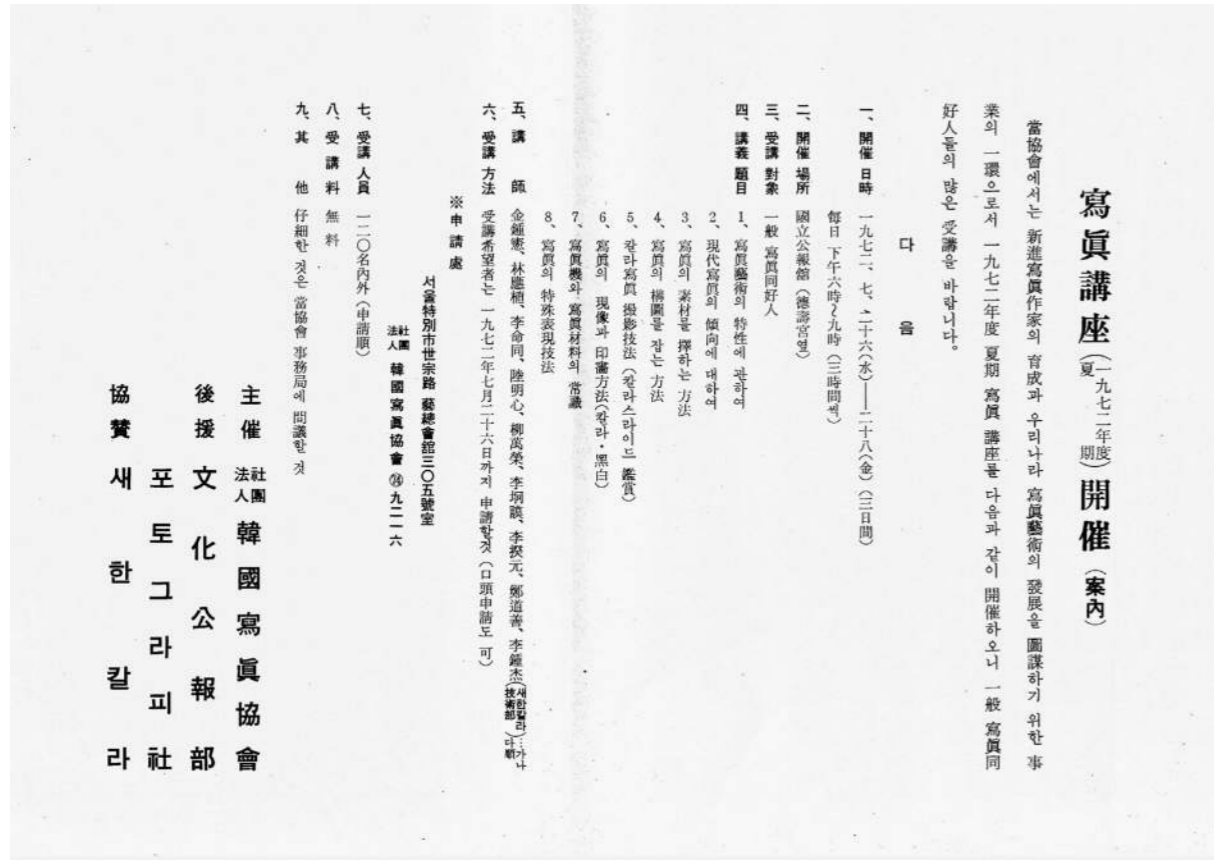 寫眞講座(一九七二年度 夏期)開催(案內)
當協會에서는 新進寫眞作家의 育成과 우리나라 寫眞藝術의 發展을 圖謀하기 위한 事
業의 一環으로서 一九七二年度 夏期 寫眞 講座를 다음과 같이 開催하오니 一般 寫眞同
好人들의 많은 受講을 바랍니다.
다 음
一、開催 日時 一九七二、七、二十六(水)——二十八(金)(三日間)
每日 下午六時~九時(三時間씩)
二、開催 場所 國立公報館(德壽宮옆)
三、受講 對象 一般 寫眞同好人
四、講義 題目 1、寫眞藝術의 特性에 관하여
2、現代寫眞의 傾向에 대하여
3、寫眞의 素材를 擇하는 方法
4、寫眞의 構圖를 잡는 方法
5、칼라寫眞 撮影技法(칼라스라이드 鑑賞)
6、寫眞의 現像과 印畵方法(칼라·黑白)
7、寫眞機와 寫眞材料의 常識
8、寫眞의 特殊表現技法
五、講 師 金鍾憲、林應植、李命同、陸明心、柳萬榮、李坰謨、李揆元、鄭道善、李鍾杰(새한칼라 技術部)…가나다順
六、受講 方法 受講希望者는 一九七二年七月二十六日까지 申請할것(口頭申請도 可)
※申請處
서울特別市世宗路 藝總會館三〇五號室
社團法人 韓國寫眞協會 ㉔九二一六
七、受講 人員 一二〇名內外(申請順)
八、受講料 無料
九、其 他 仔細한 것은 當協會 事務局에 問議할 것
主催 社團法人 韓國寫眞協會
後援 文化公報部
포토그라피社
協贊 새한칼라